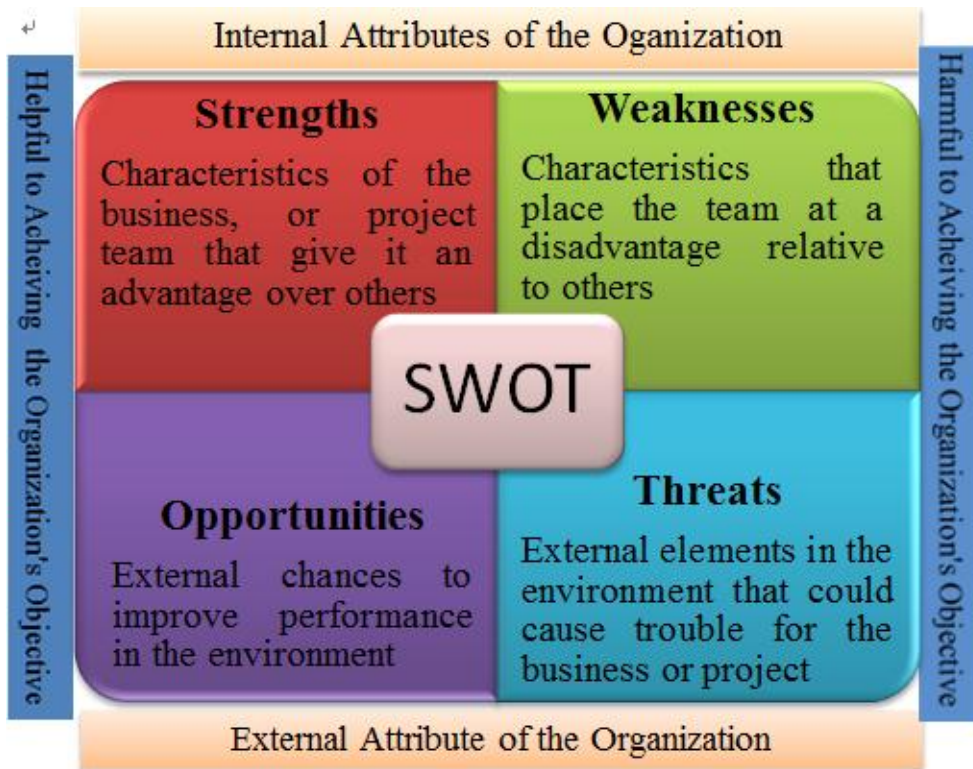 Internal Attributes of the Oganization
Helpful to Acheiving the Organization's Objective
Strengths
Characteristics of the
business, or project
team that give it an
advantage over others
Weaknesses
Characteristics that
place the team at a
disadvantage relative
to others
SWOT
Opportunities
External chances to
improve performance
in the environment
Threats
External elements in the
environment that could
cause trouble for the
business or project
Harmful to Acheiving the Organization's Objective
External Attribute of the Organization